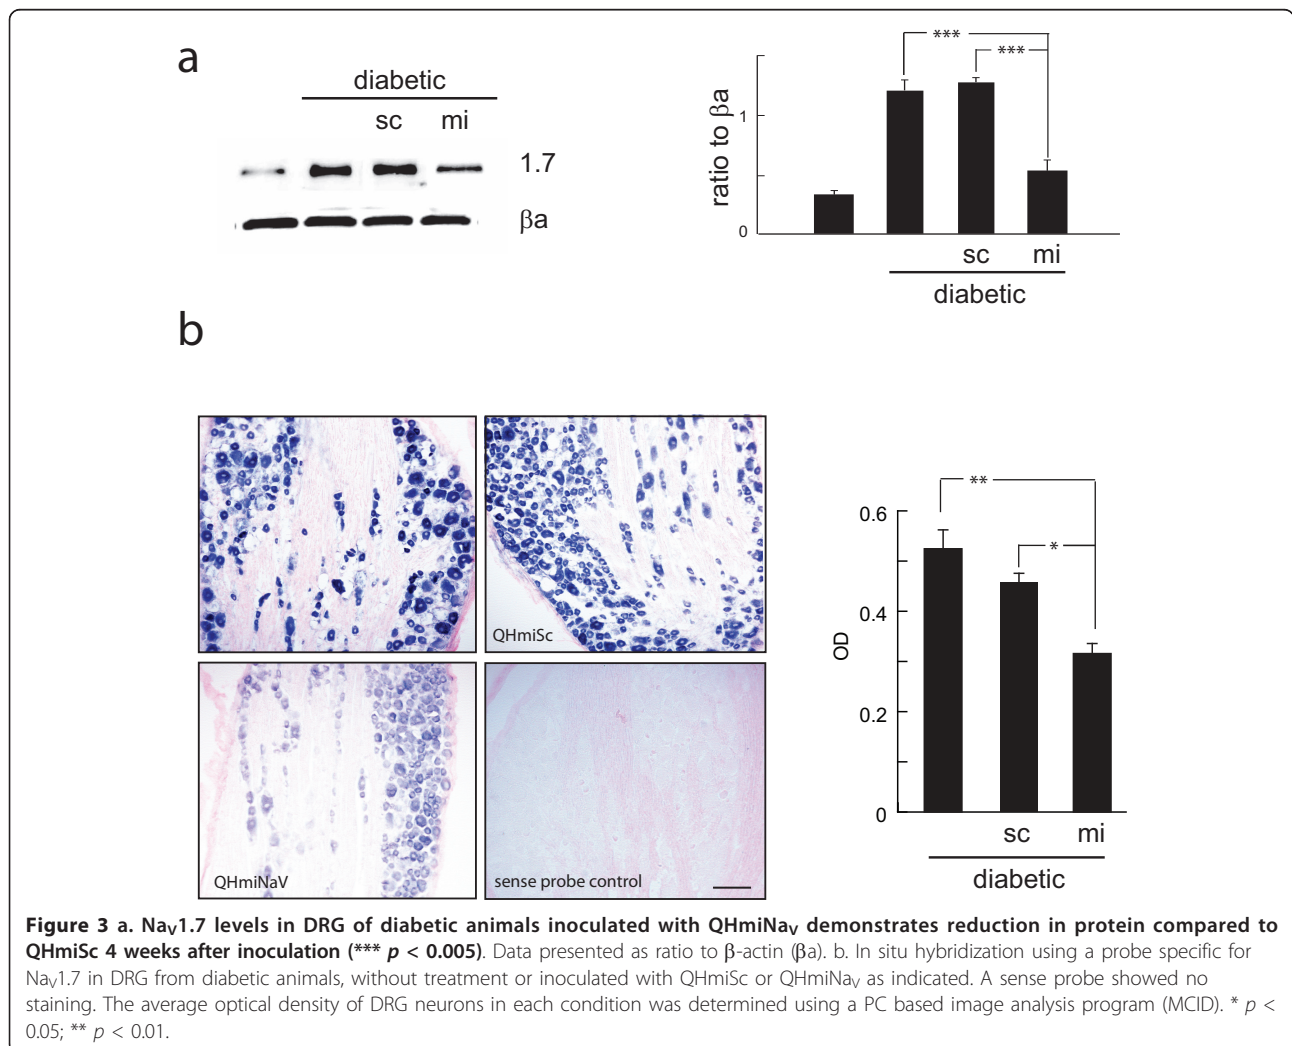 a
diabetic
sc mi
1.7
βa
ratio to βa
1
0
***
***
sc mi
diabetic
b
QHmiSc
QHmiNaV
sense probe control
OD
0.6
0.4
0.2
0
**
*
sc mi
diabetic
Figure 3 a. NaV1.7 levels in DRG of diabetic animals inoculated with QHmiNaV demonstrates reduction in protein compared to
QHmiSc 4 weeks after inoculation (*** p < 0.005). Data presented as ratio to β-actin (βa). b. In situ hybridization using a probe specific for
NaV1.7 in DRG from diabetic animals, without treatment or inoculated with QHmiSc or QHmiNaV as indicated. A sense probe showed no
staining. The average optical density of DRG neurons in each condition was determined using a PC based image analysis program (MCID). * p <
0.05; ** p < 0.01.